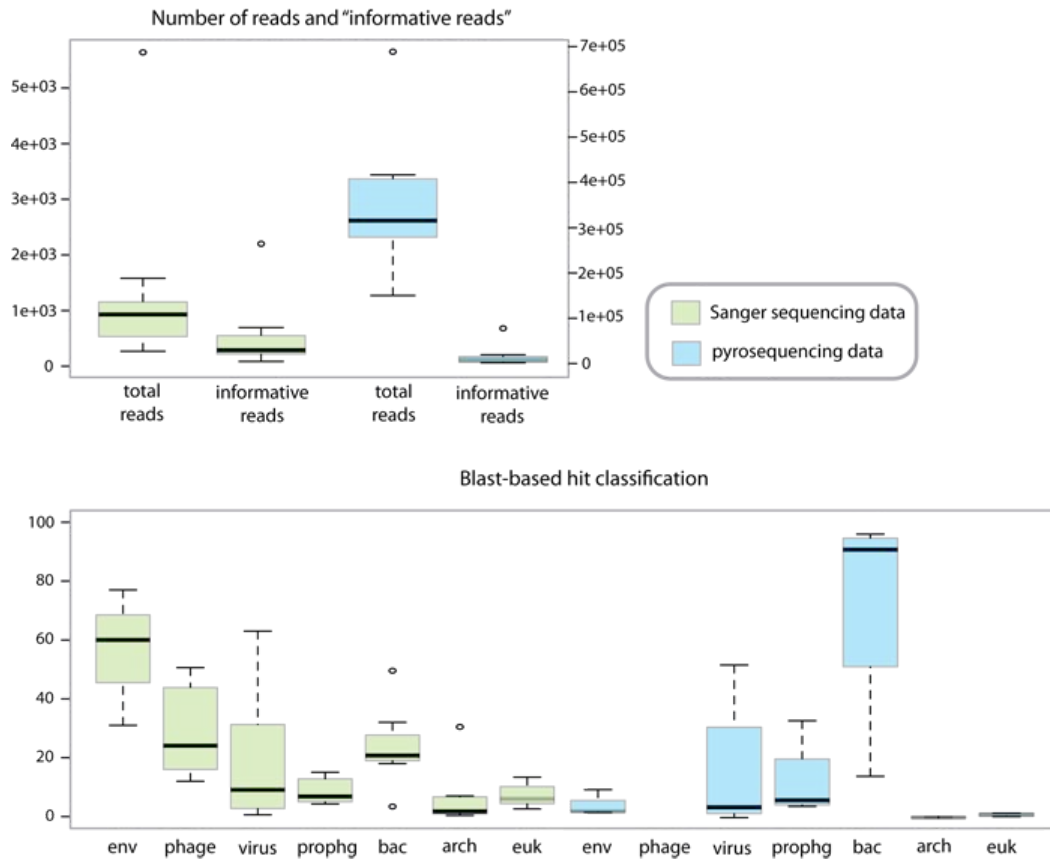 Number of reads and “informative reads”
5e+03
4e+03
3e+03
2e+03
1e+03
0
7e+05
6e+05
5e+05
4e+05
3e+05
2e+05
1e+05
0
total reads
informative reads
total reads
informative reads
Sanger sequencing data
pyrosequencing data
Blast-based hit classification
100
80
60
40
20
0
env phage virus prophg bac arch euk env phage virus prophg bac arch euk